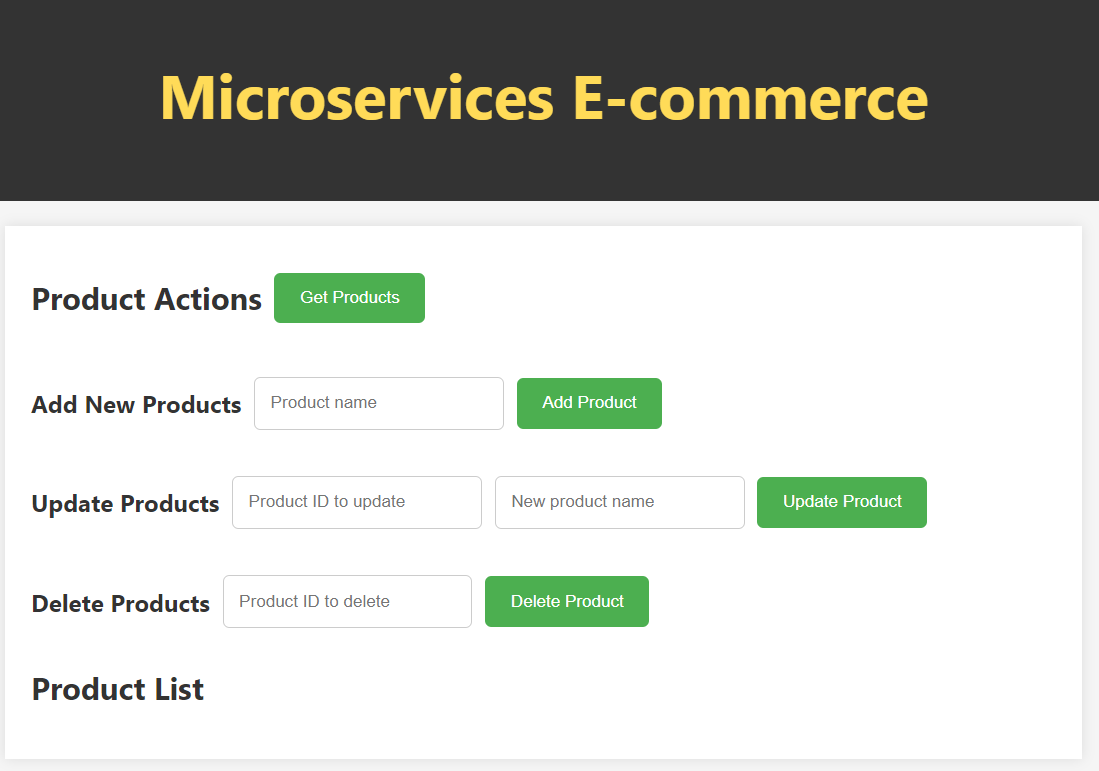 Microservices E-commerce
Product Actions Get Products
Add New Products Product name Add Product
Update Products Product ID to update New product name Update Product
Delete Products Product ID to delete Delete Product
Product List